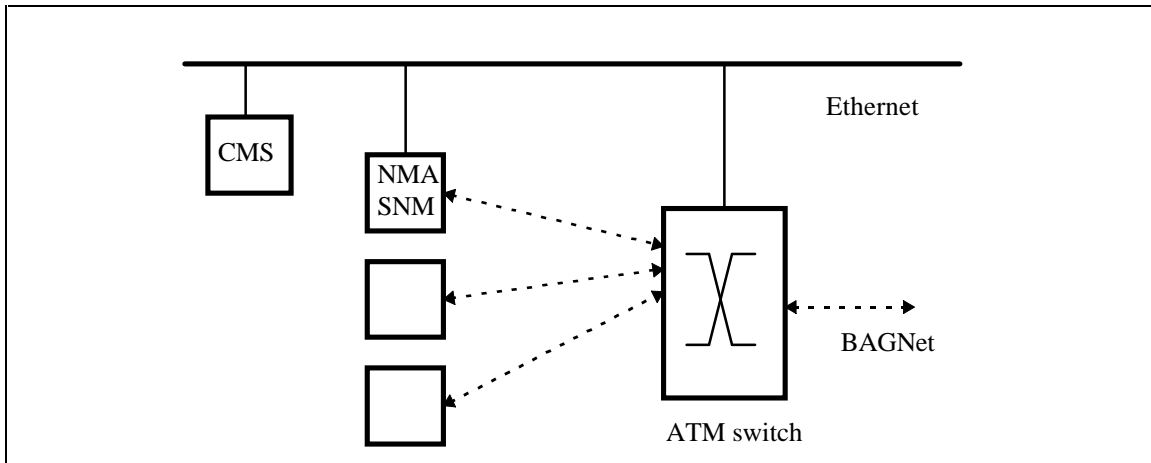 Ethernet
CMS
NMA
SNM
BAGNet
ATM switch